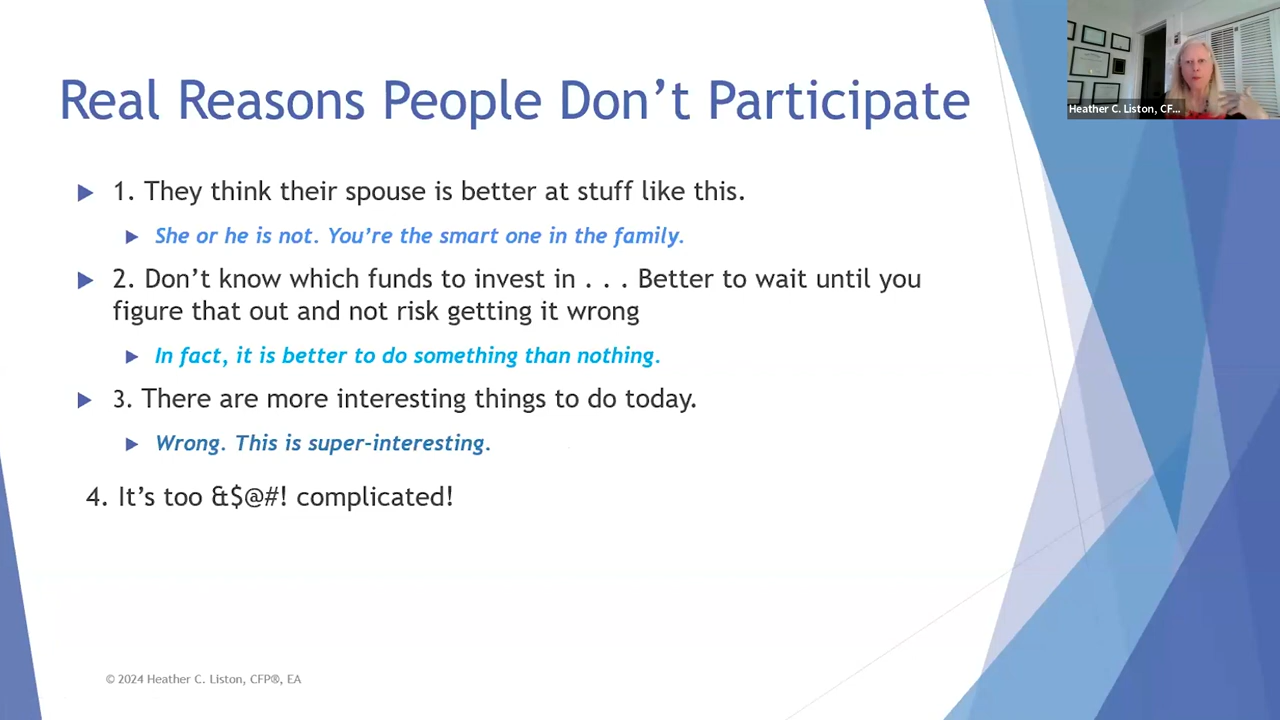 Real Reasons People Don't Participate
Heather C. Liston, CF...
1. They think their spouse is better at stuff like this.
She or he is not. You're the smart one in the family.
2. Don't know which funds to invest in . . . Better to wait until you
figure that out and not risk getting it wrong
In fact, it is better to do something than nothing.
3. There are more interesting things to do today.
Wrong. This is super-interesting.
4. It's too &$@#! complicated!
© 2024 Heather C. Liston, CFP®, EA